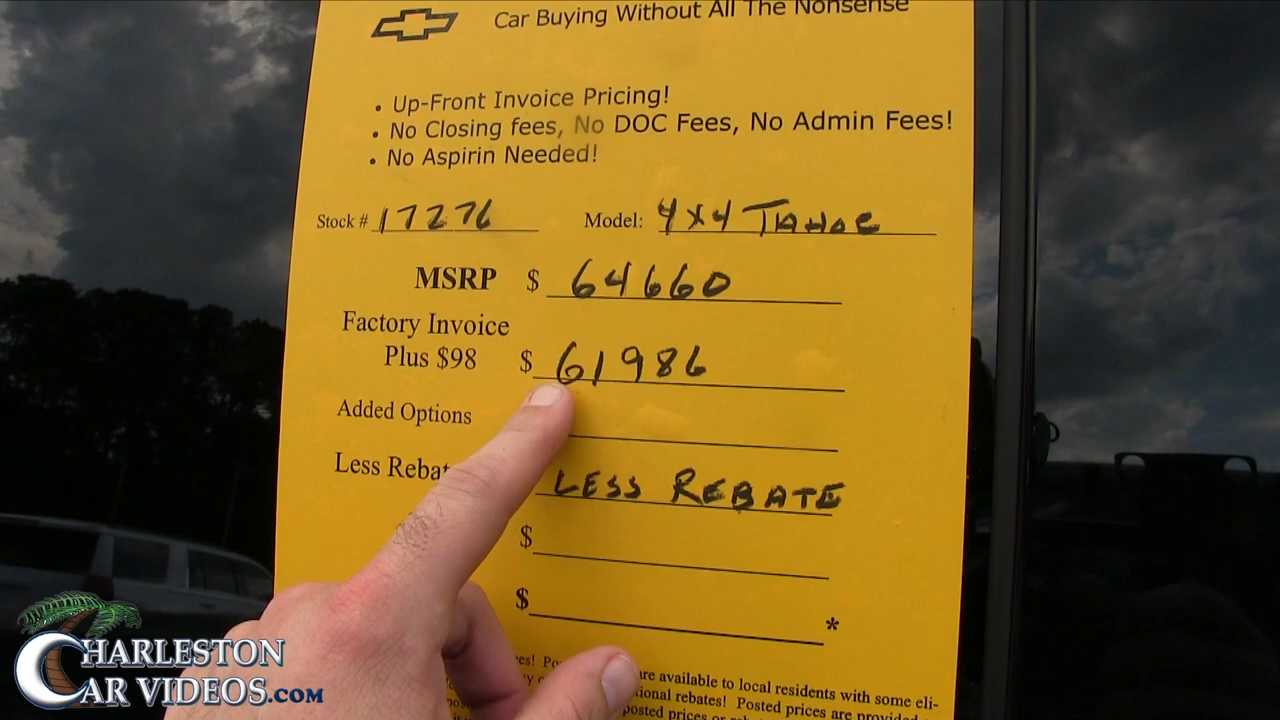 Car Buying Without All The Nonsense
• Up-Front Invoice Pricing!
• No Closing fees, No DOC Fees, No Admin Fees!
• No Aspirin Needed!
Stock # 17276 Model: 4X4 TAHOE
MSRP $ 64660
Factory Invoice
Plus $98 $ 61986
Added Options
Less LESS REBATE
$
$ *
are available to local residents with some eli-
rebates! Posted prices are provided
posted prices or
CHARLESTON
CAR VIDEOS.COM